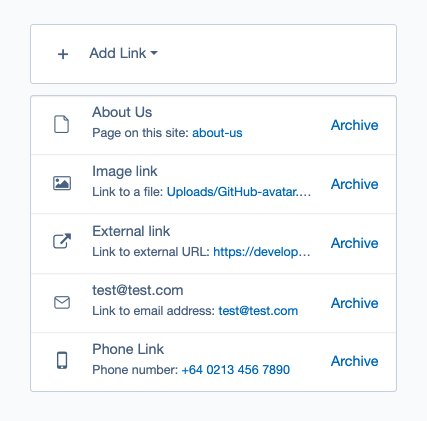 + Add Link
About Us
Page on this site: about-us
Archive
Image link
Link to a file: Uploads/GitHub-avatar....
Archive
External link
Link to external URL: https://develop...
Archive
test@test.com
Link to email address: test@test.com
Archive
Phone Link
Phone number: +64 0213 456 7890
Archive